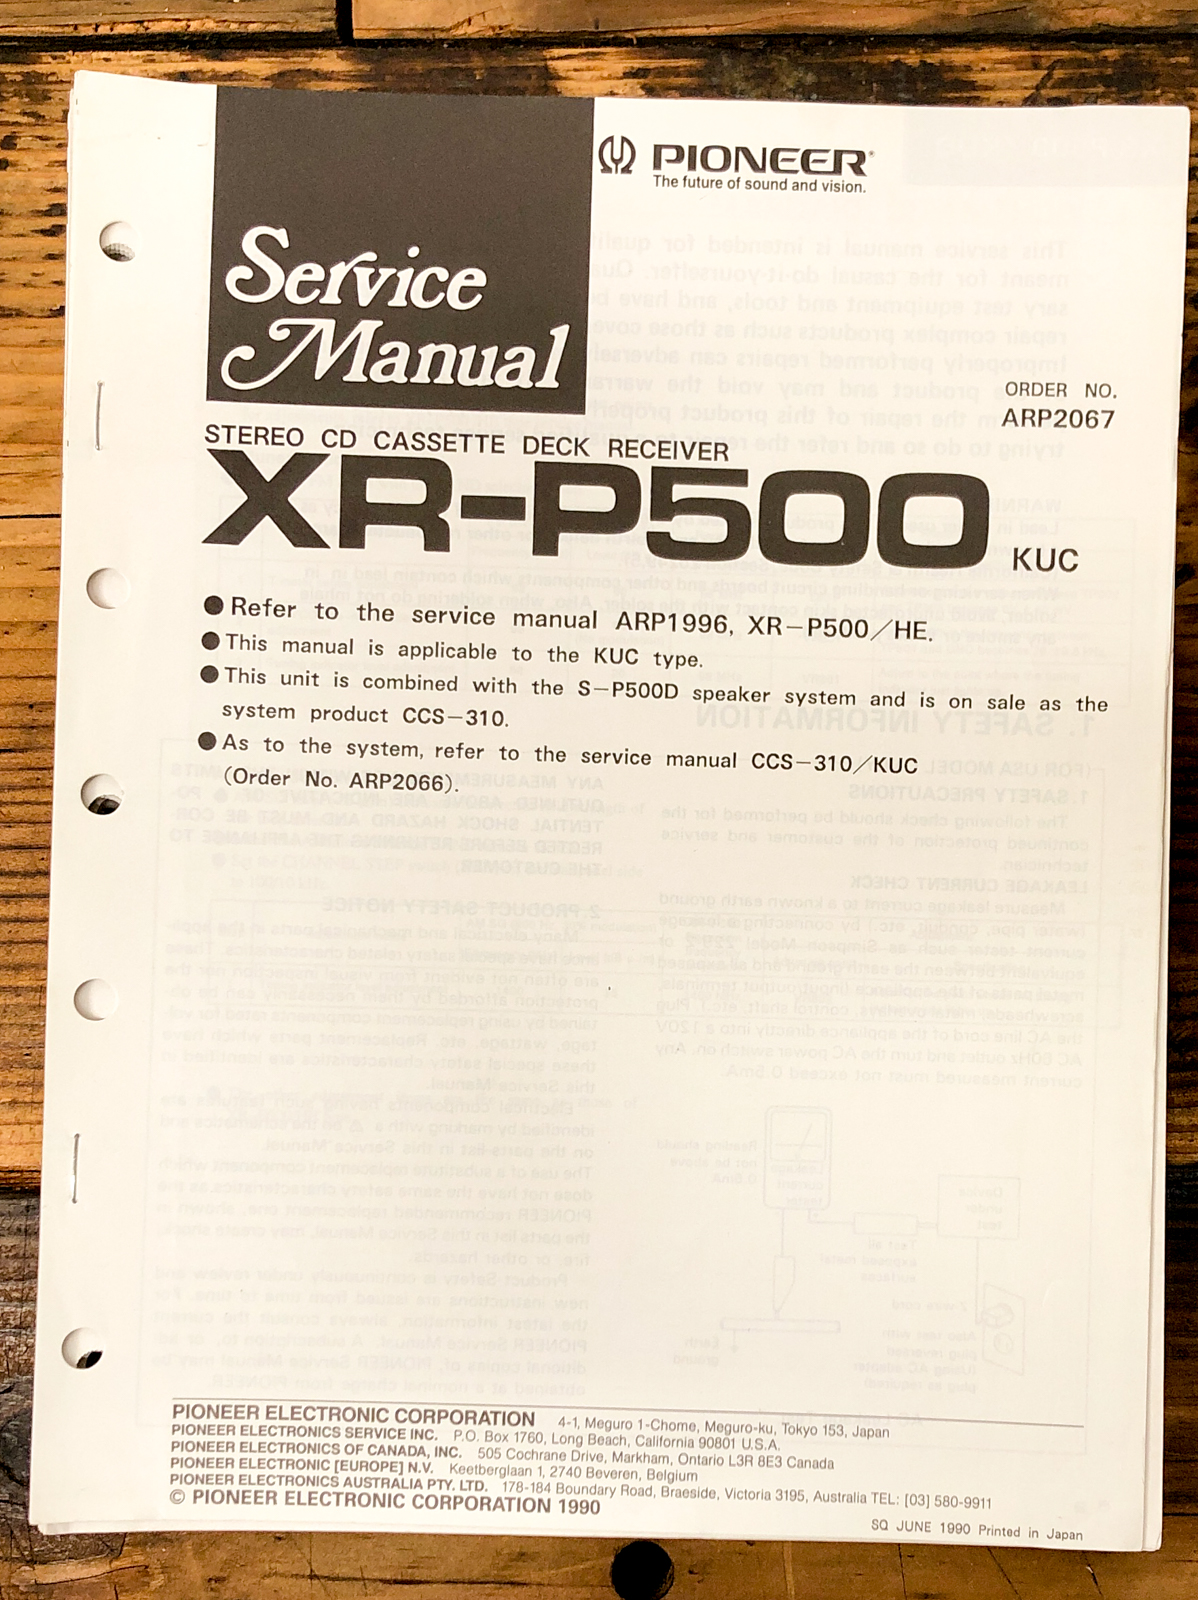 PIONEER®
The future of sound and vision.
Service
Manual
ORDER NO.
ARP2067
STEREO CD CASSETTE DECK RECEIVER
XR-P500 KUC
●Refer to the service manual ARP1996, XR-P500/HE.
●This manual is applicable to the KUC type.
●This unit is combined with the S-P500D speaker system and is on sale as the
system product CCS-310.
●As to the system, refer to the service manual CCS-310/KUC
(Order No. ARP2066).
PIONEER ELECTRONIC CORPORATION 4-1, Meguro 1-Chome, Meguro-ku, Tokyo 153, Japan
PIONEER ELECTRONICS SERVICE INC. P.O. Box 1760, Long Beach, California 90801 U.S.A.
PIONEER ELECTRONICS OF CANADA, INC. 505 Cochrane Drive, Markham, Ontario L3R 8E3 Canada
PIONEER ELECTRONIC [EUROPE] N.V. Keetberglaan 1, 2740 Beveren, Belgium
PIONEER ELECTRONICS AUSTRALIA PTY. LTD. 178-184 Boundary Road, Braeside, Victoria 3195, Australia TEL: [03] 580-9911
© PIONEER ELECTRONIC CORPORATION 1990
SQ JUNE 1990 Printed in Japan